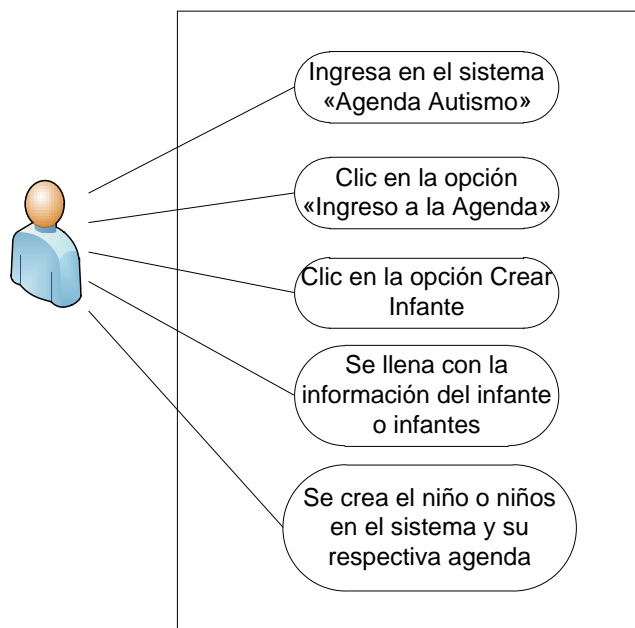 Ingresa en el sistema
«Agenda Autismo»
Clic en la opción
«Ingreso a la Agenda»
Clic en la opción Crear
Infante
Se llena con la
información del infante
o infantes
Se crea el niño o niños
en el sistema y su
respectiva agenda